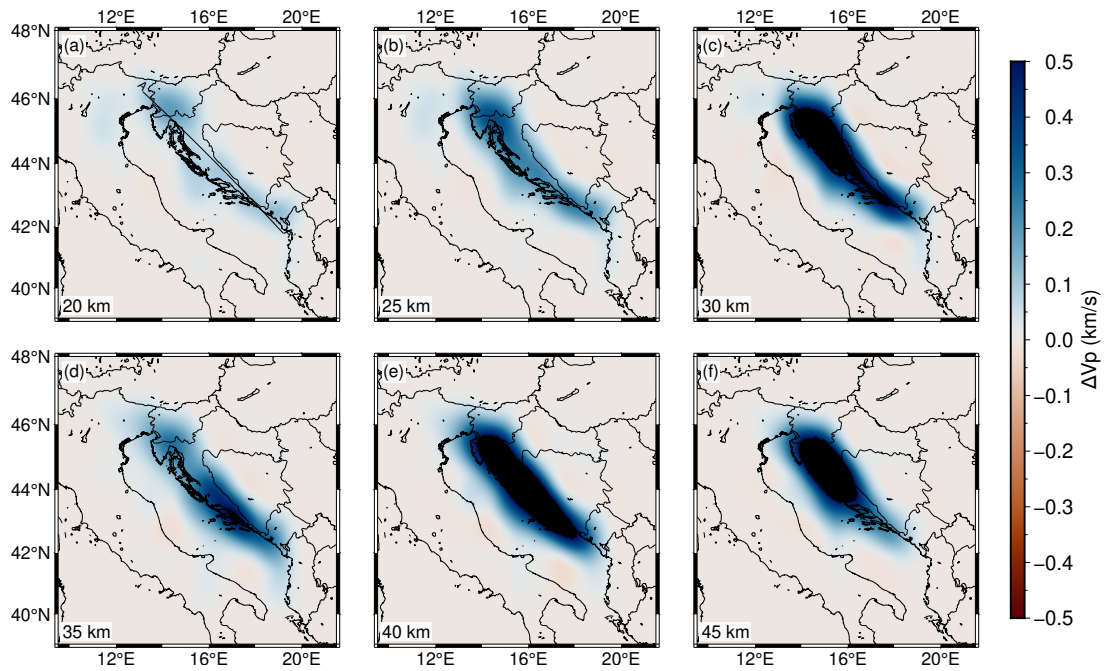 12°E 16°E 20°E 12°E 16°E 20°E 12°E 16°E 20°E
48°N
(a) (b) (c)
46°N
44°N
42°N
40°N
20 km 25 km 30 km
48°N
(d) (e) (f)
46°N
44°N
42°N
40°N
35 km 40 km 45 km
12°E 16°E 20°E 12°E 16°E 20°E 12°E 16°E 20°E
0.5
0.4
0.3
0.2
0.1
0.0
−0.1
−0.2
−0.3
−0.4
−0.5
ΔVp (km/s)